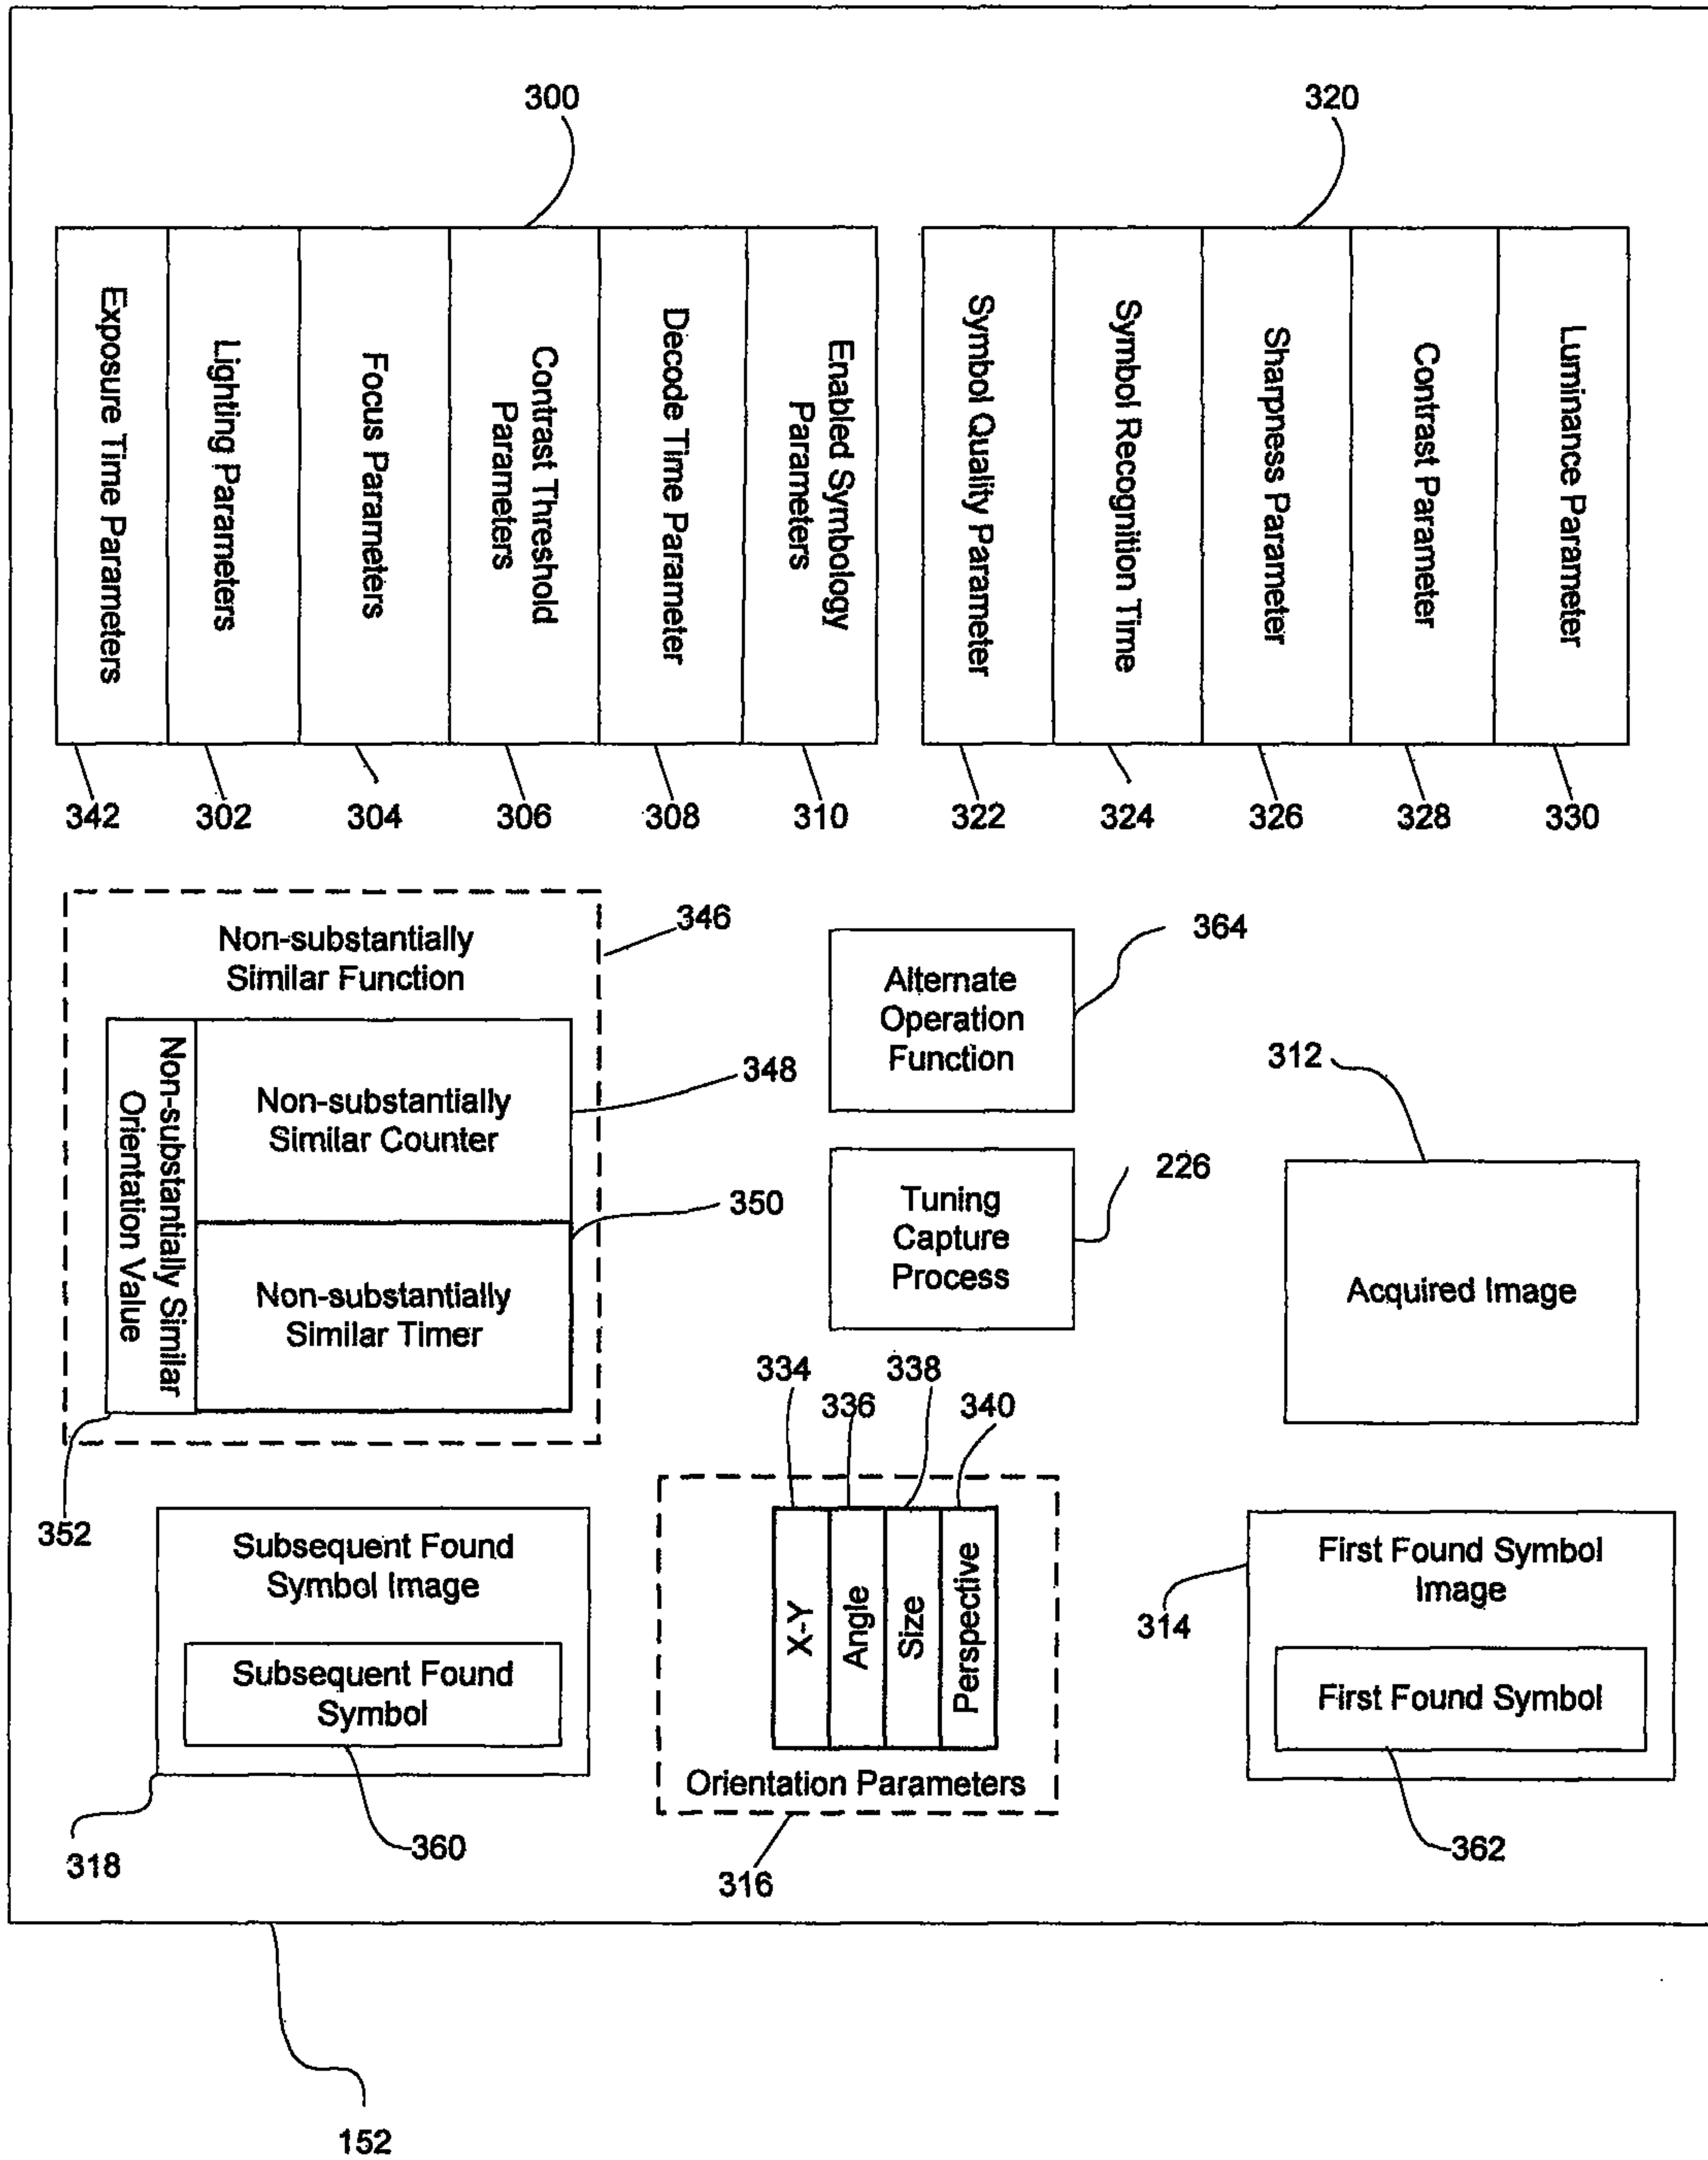 300
320
Exposure Time Parameters
Lighting Parameters
Focus Parameters
Contrast Threshold
Parameters
Decode Time Parameter
Enabled Symbology
Parameters
Symbol Quality Parameter
Symbol Recognition Time
Sharpness Parameter
Contrast Parameter
Luminance Parameter
342
302
304
306
308
310
322
324
326
328
330
Non-substantially
Similar Function
346
Non-substantially Similar
Orientation Value
Non-substantially
Similar Counter
348
Non-substantially
Similar Timer
350
352
Alternate
Operation
Function
364
Tuning
Capture
Process
226
312
Acquired Image
334
336
338
340
X-Y
Angle
Size
Perspective
Orientation Parameters
316
Subsequent Found
Symbol Image
Subsequent Found
Symbol
318
360
First Found Symbol
Image
314
First Found Symbol
362
152